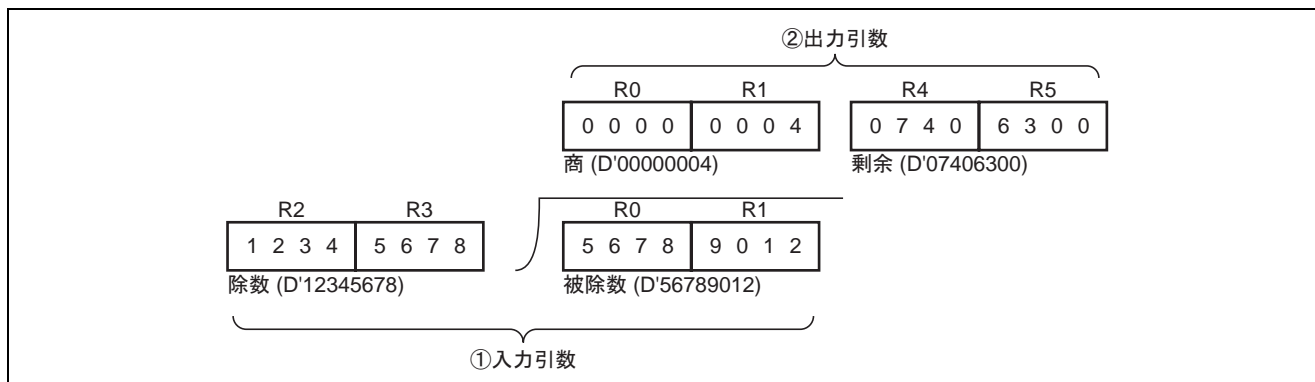 ②出力引数
R0 R1 R4 R5
0 0 0 0 0 0 0 4 0 7 4 0 6 3 0 0
商 (D'00000004) 剰余 (D'07406300)
R2 R3 R0 R1
1 2 3 4 5 6 7 8 5 6 7 8 9 0 1 2
除数 (D'12345678) 被除数 (D'56789012)
①入力引数